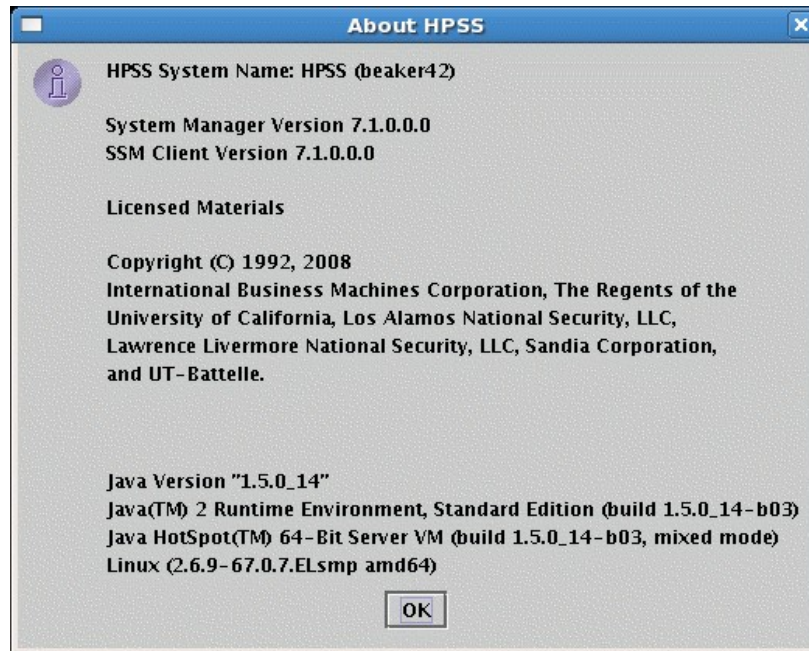 About HPSS
HPSS System Name: HPSS (beaker42)
System Manager Version 7.1.0.0.0
SSM Client Version 7.1.0.0.0
Licensed Materials
Copyright (C) 1992, 2008
International Business Machines Corporation, The Regents of the
University of California, Los Alamos National Security, LLC,
Lawrence Livermore National Security, LLC, Sandia Corporation,
and UT-Battelle.
Java Version "1.5.0_14"
Java(TM) 2 Runtime Environment, Standard Edition (build 1.5.0_14-b03)
Java HotSpot(TM) 64-Bit Server VM (build 1.5.0_14-b03, mixed mode)
Linux (2.6.9-67.0.7.ELsmp amd64)
OK